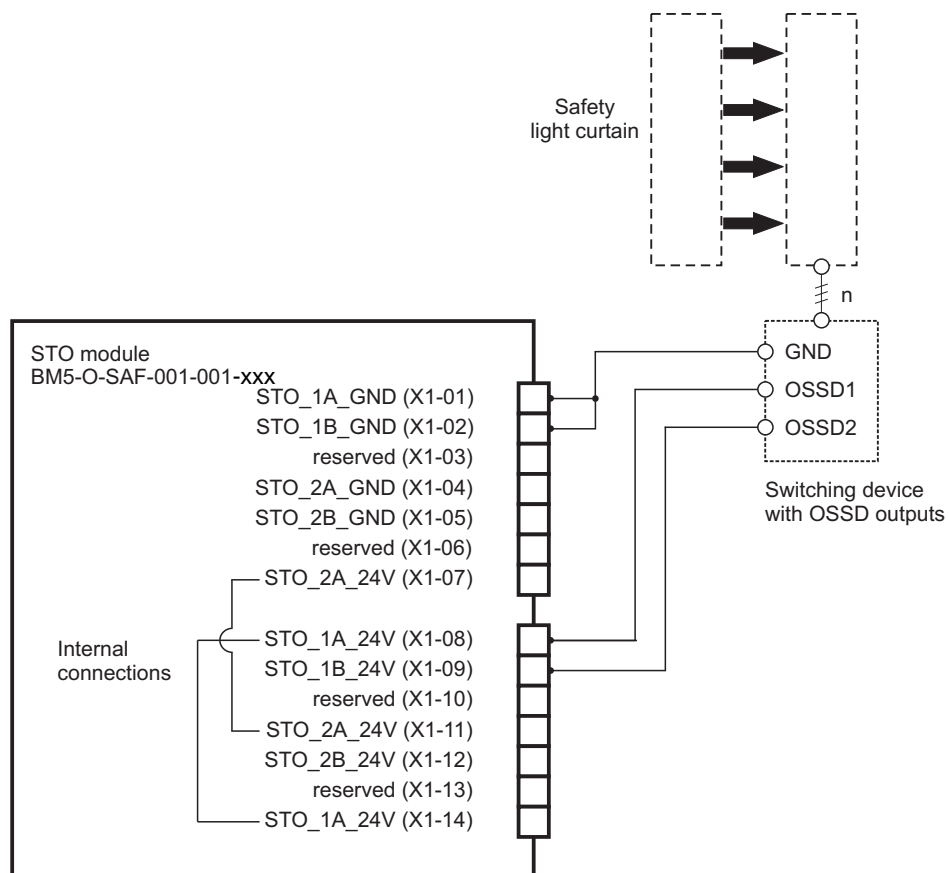 Safety
light curtain
n
STO module
BM5-O-SAF-001-001-xxx
STO_1A_GND (X1-01)
STO_1B_GND (X1-02)
reserved (X1-03)
STO_2A_GND (X1-04)
STO_2B_GND (X1-05)
reserved (X1-06)
STO_2A_24V (X1-07)
STO_1A_24V (X1-08)
STO_1B_24V (X1-09)
reserved (X1-10)
STO_2A_24V (X1-11)
STO_2B_24V (X1-12)
reserved (X1-13)
STO_1A_24V (X1-14)
Internal
connections
GND
OSSD1
OSSD2
Switching device
with OSSD outputs